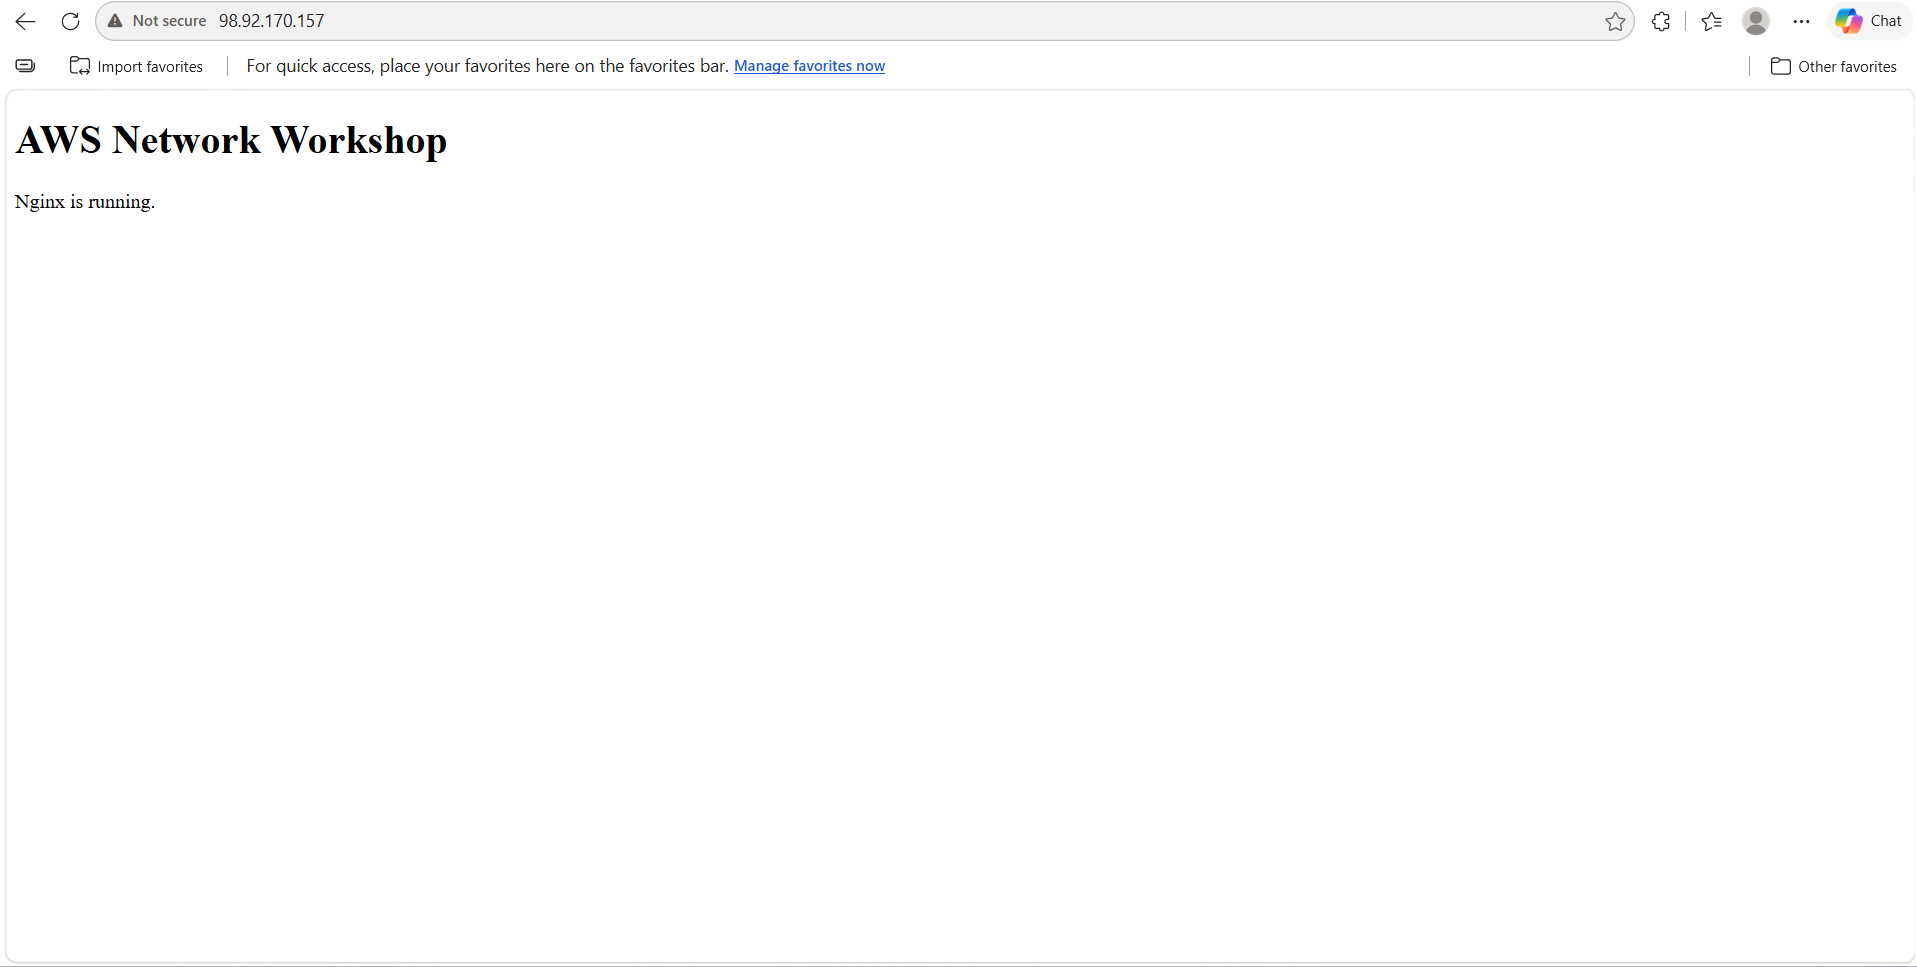 Not secure 98.92.170.157 Chat
Import favorites For quick access, place your favorites here on the favorites bar. Manage favorites now Other favorites
AWS Network Workshop
Nginx is running.